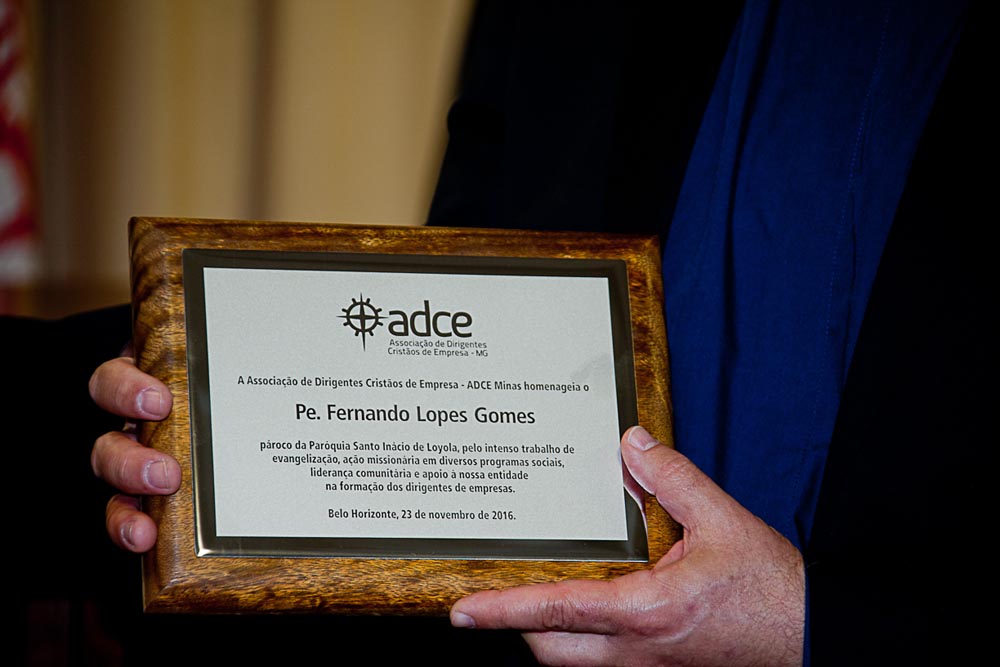 adce
Associação de Dirigentes
Cristãos de Empresa - MG
A Associação de Dirigentes Cristãos de Empresa - ADCE Minas homenageia o
Pe. Fernando Lopes Gomes
pároco da Paróquia Santo Inácio de Loyola, pelo intenso trabalho de
evangelização, ação missionária em diversos programas sociais,
liderança comunitária e apoio à nossa entidade
na formação dos dirigentes de empresas.
Belo Horizonte, 23 de novembro de 2016.